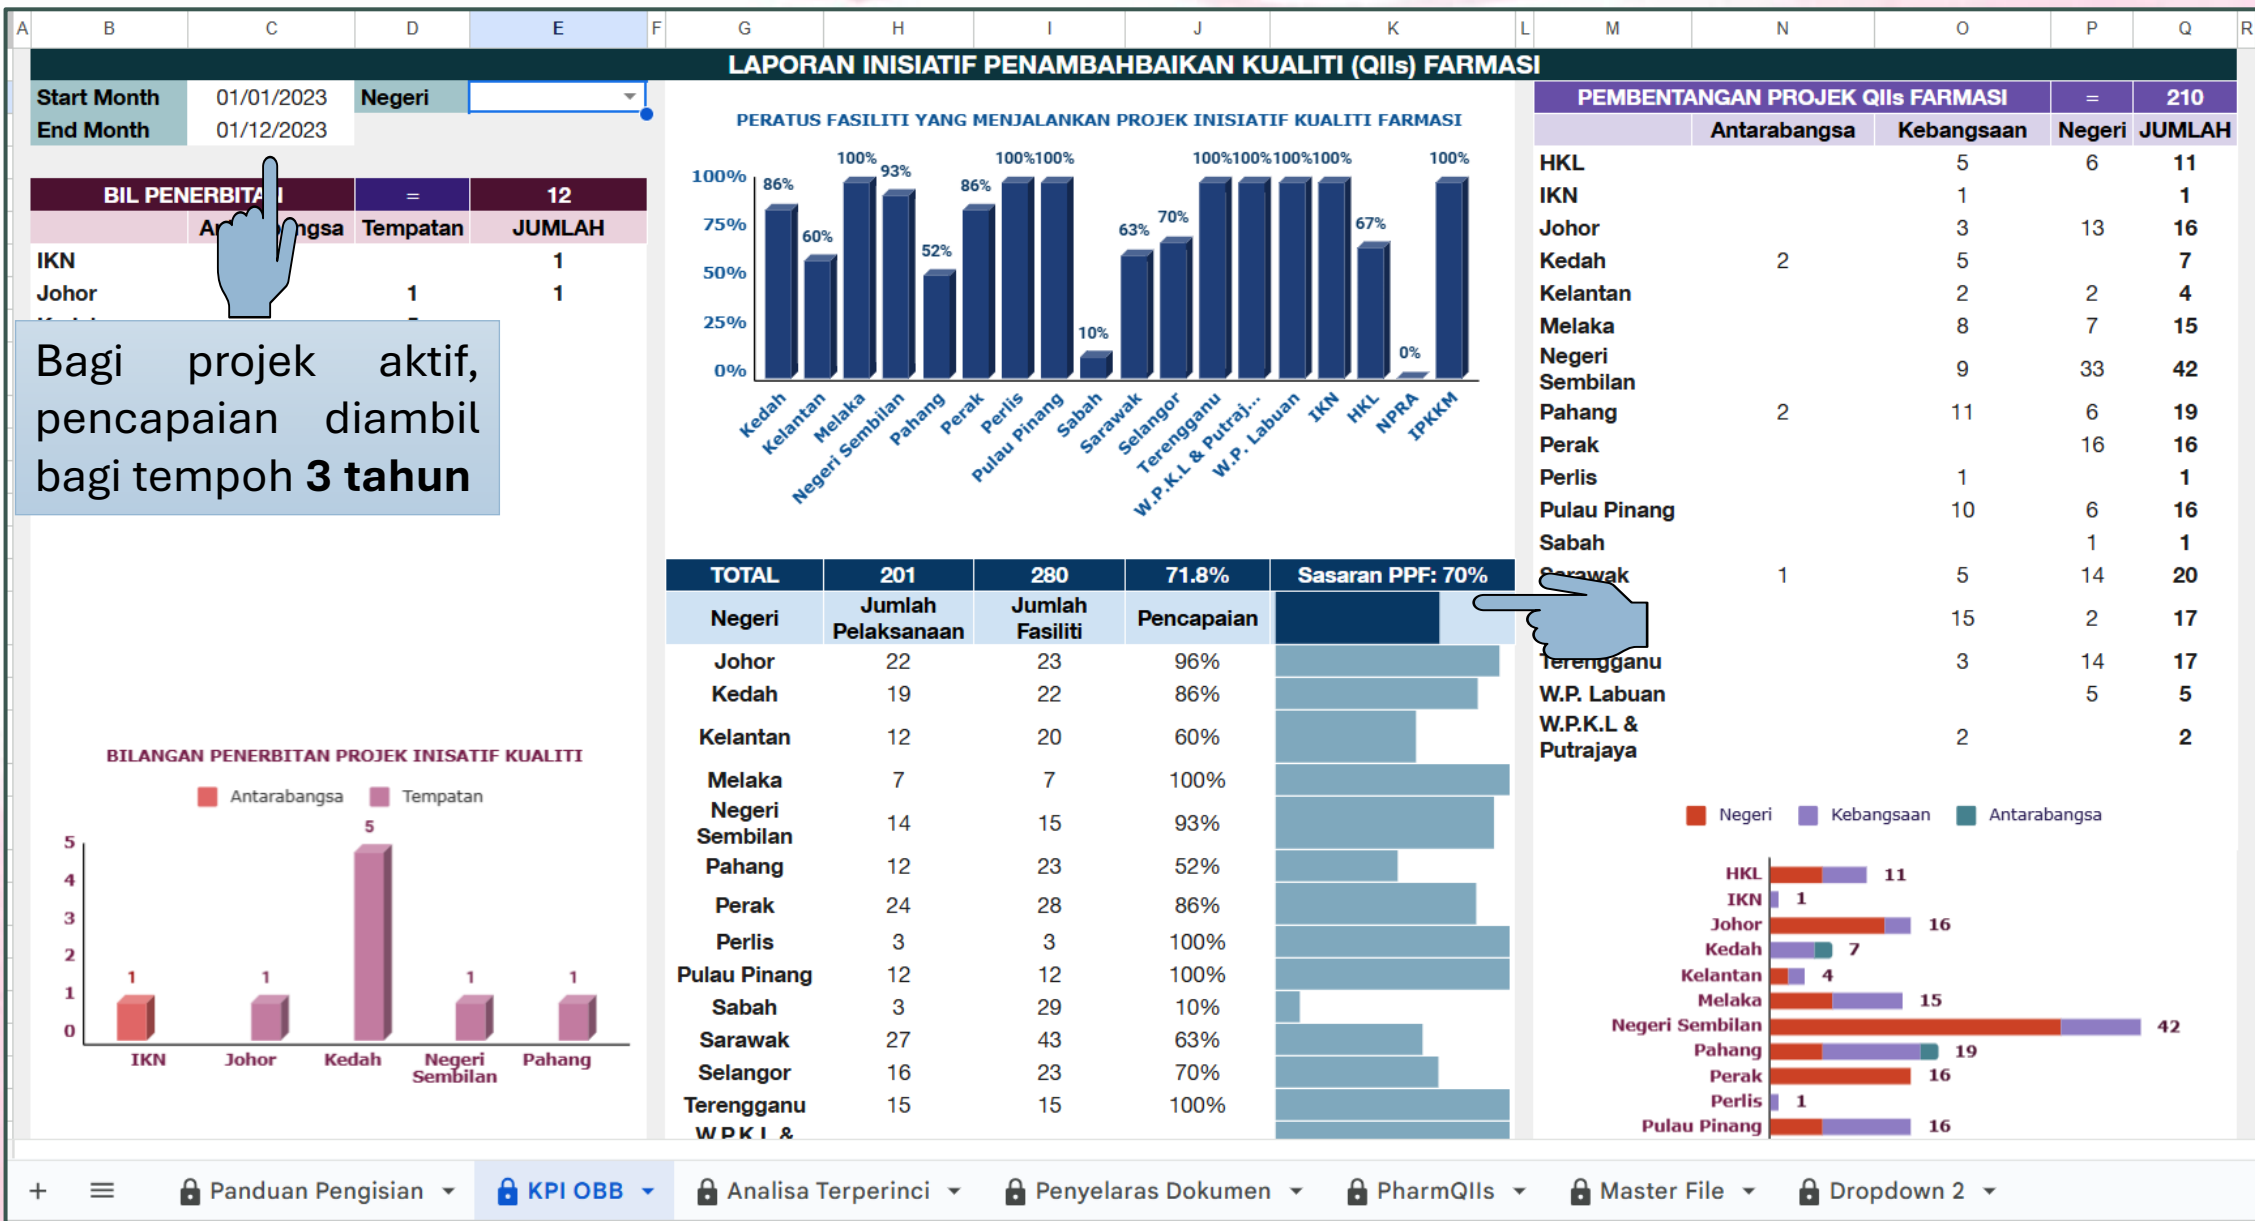 A B C D E F G H I J K L M N O P Q R
LAPORAN INISIATIF PENAMBAHBAIKAN KUALITI (QIIs) FARMASI
Start Month 01/01/2023 Negeri
End Month 01/12/2023
BIL PENERBITAN = 12
Tempatan JUMLAH
IKN 1
Johor 1 1
Bagi projek aktif,
pencapaian diambil
bagi tempoh 3 tahun
BILANGAN PENERBITAN PROJEK INISATIF KUALITI
Antarabangsa Tempatan
5
4
3
2
1
0
1 1 5 1 1
IKN Johor Kedah Negeri Sembilan Pahang
PERATUS FASILITI YANG MENJALANKAN PROJEK INISIATIF KUALITI FARMASI
100%
75%
50%
25%
0%
86% 60% 100% 93% 52% 86% 100% 100% 10% 63% 70% 100% 100% 100% 100% 67% 0% 100%
Kedah Kelantan Melaka Negeri Sembilan Pahang Perak Perlis Pulau Pinang Sabah Sarawak Selangor Terengganu W.P.K.L & Putraj... W.P. Labuan IKN HKL NPRA IPKKM
TOTAL 201 280 71.8% Sasaran PPF: 70%
Negeri Jumlah Pelaksanaan Jumlah Fasiliti Pencapaian
Johor 22 23 96%
Kedah 19 22 86%
Kelantan 12 20 60%
Melaka 7 7 100%
Negeri Sembilan 14 15 93%
Pahang 12 23 52%
Perak 24 28 86%
Perlis 3 3 100%
Pulau Pinang 12 12 100%
Sabah 3 29 10%
Sarawak 27 43 63%
Selangor 16 23 70%
Terengganu 15 15 100%
W.P.K.L &
PEMBENTANGAN PROJEK QIIs FARMASI = 210
Antarabangsa Kebangsaan Negeri JUMLAH
HKL 5 6 11
IKN 1 1
Johor 3 13 16
Kedah 2 5 7
Kelantan 2 2 4
Melaka 8 7 15
Negeri Sembilan 9 33 42
Pahang 2 11 6 19
Perak 16 16
Perlis 1 1
Pulau Pinang 10 6 16
Sabah 1 1
Sarawak 1 5 14 20
15 2 17
Terengganu 3 14 17
W.P. Labuan 5 5
W.P.K.L & Putrajaya 2 2
Negeri Kebangsaan Antarabangsa
HKL 11
IKN 1
Johor 16
Kedah 7
Kelantan 4
Melaka 15
Negeri Sembilan 42
Pahang 19
Perak 16
Perlis 1
Pulau Pinang 16
+ Panduan Pengisian KPI OBB Analisa Terperinci Penyelaras Dokumen PharmQIIs Master File Dropdown 2